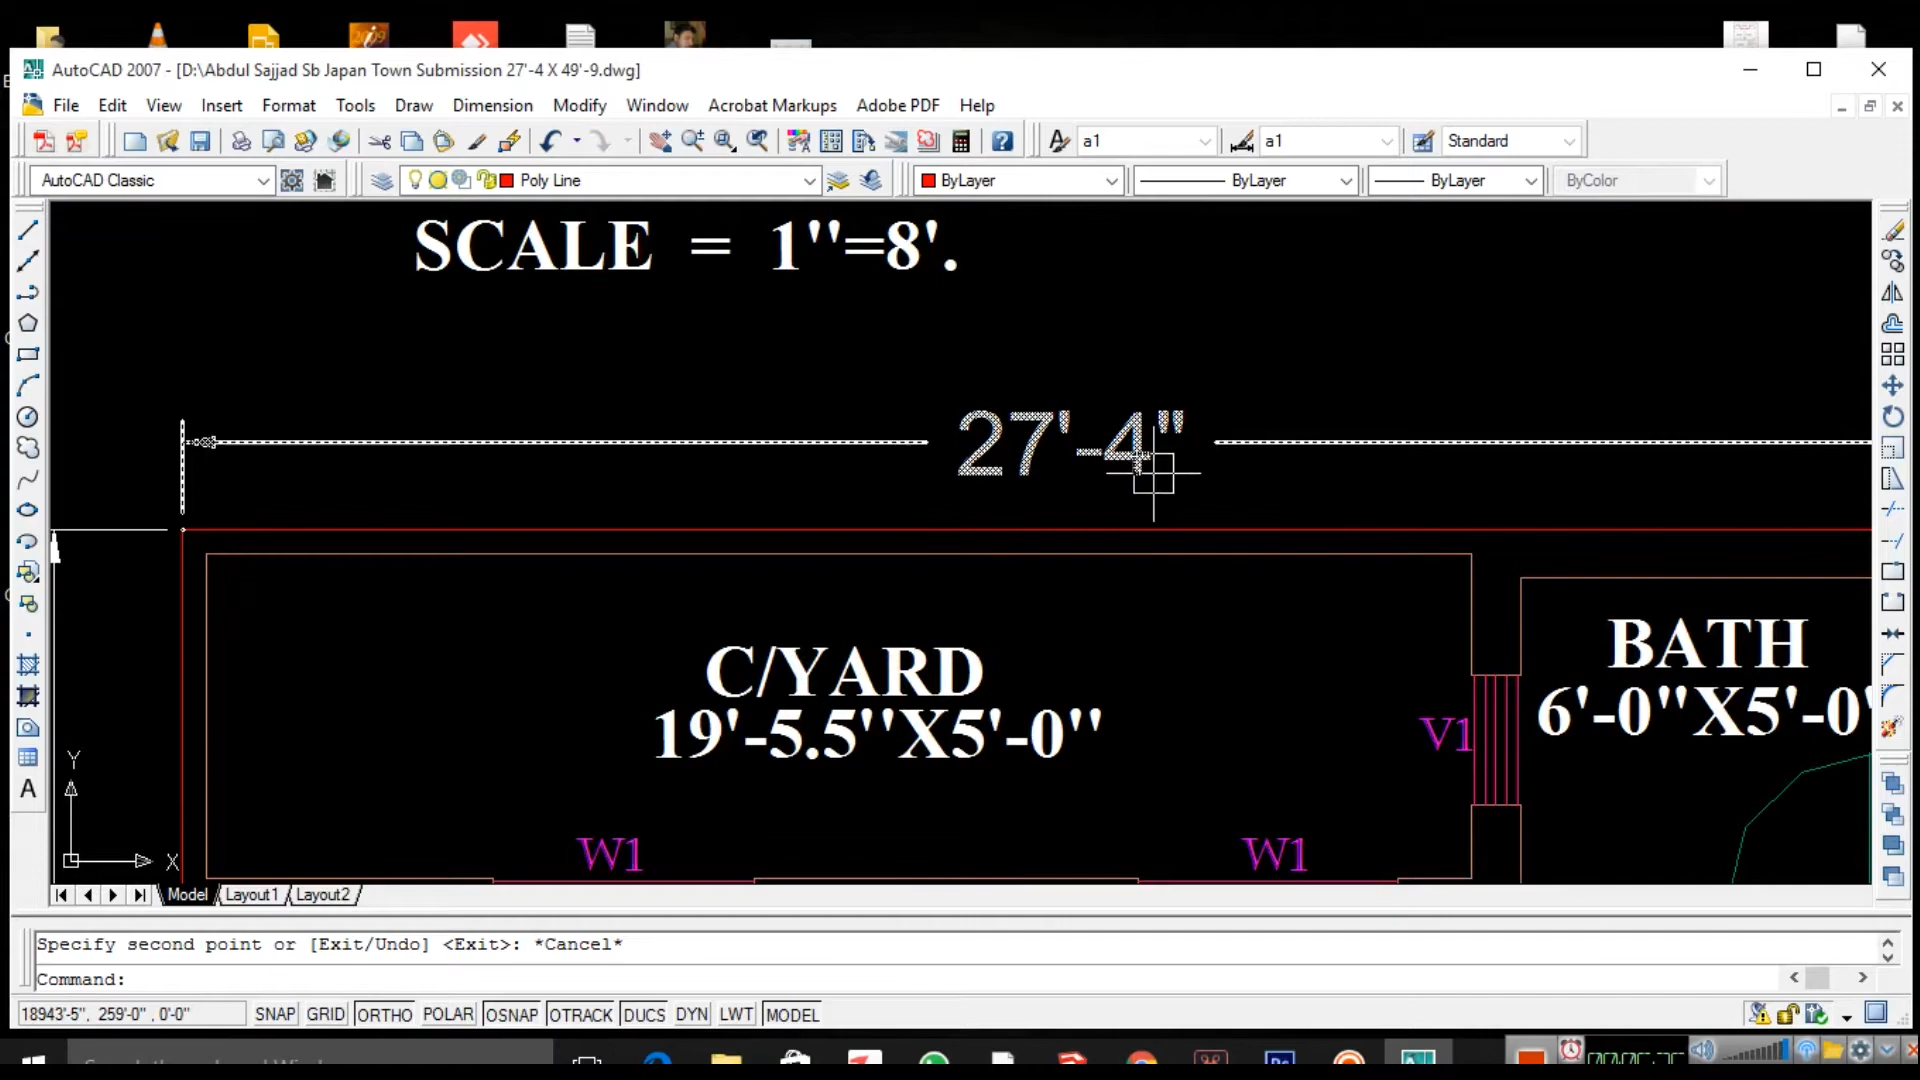 AutoCAD 2007 - [D:\Abdul Sajjad Sb Japan Town Submission 27'-4 X 49'-9.dwg]
File Edit View Insert Format Tools Draw Dimension Modify Window Acrobat Markups Adobe PDF Help
a1 a1 Standard
AutoCAD Classic Poly Line ByLayer ByLayer ByLayer ByColor
SCALE = 1''=8'.
27'-4"
C/YARD
19'-5.5''X5'-0''
BATH
6'-0''X5'-0'
V1
W1 W1
Y
X
A
Model Layout1 Layout2
Specify second point or [Exit/Undo] <Exit>: *Cancel*
Command:
18943'-5", 259'-0" , 0'-0" SNAP GRID ORTHO POLAR OSNAP OTRACK DUCS DYN LWT MODEL